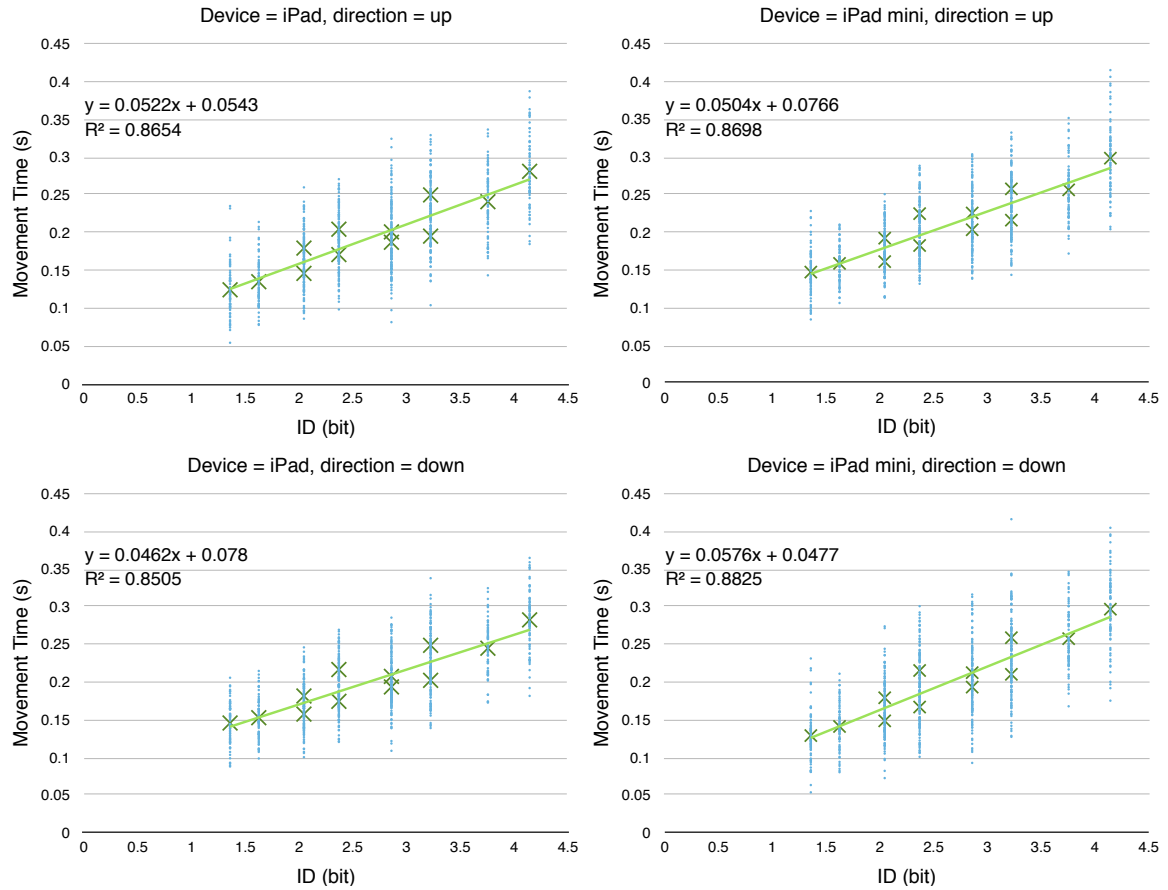 Device = iPad, direction = up
0.45
0.4
0.35
0.3
0.25
0.2
0.15
0.1
0.05
0
Movement Time (s)
y = 0.0522x + 0.0543
R² = 0.8654
0 0.5 1 1.5 2 2.5 3 3.5 4 4.5
ID (bit)
Device = iPad mini, direction = up
0.45
0.4
0.35
0.3
0.25
0.2
0.15
0.1
0.05
0
Movement Time (s)
y = 0.0504x + 0.0766
R² = 0.8698
0 0.5 1 1.5 2 2.5 3 3.5 4 4.5
ID (bit)
Device = iPad, direction = down
0.45
0.4
0.35
0.3
0.25
0.2
0.15
0.1
0.05
0
Movement Time (s)
y = 0.0462x + 0.078
R² = 0.8505
0 0.5 1 1.5 2 2.5 3 3.5 4 4.5
ID (bit)
Device = iPad mini, direction = down
0.45
0.4
0.35
0.3
0.25
0.2
0.15
0.1
0.05
0
Movement Time (s)
y = 0.0576x + 0.0477
R² = 0.8825
0 0.5 1 1.5 2 2.5 3 3.5 4 4.5
ID (bit)